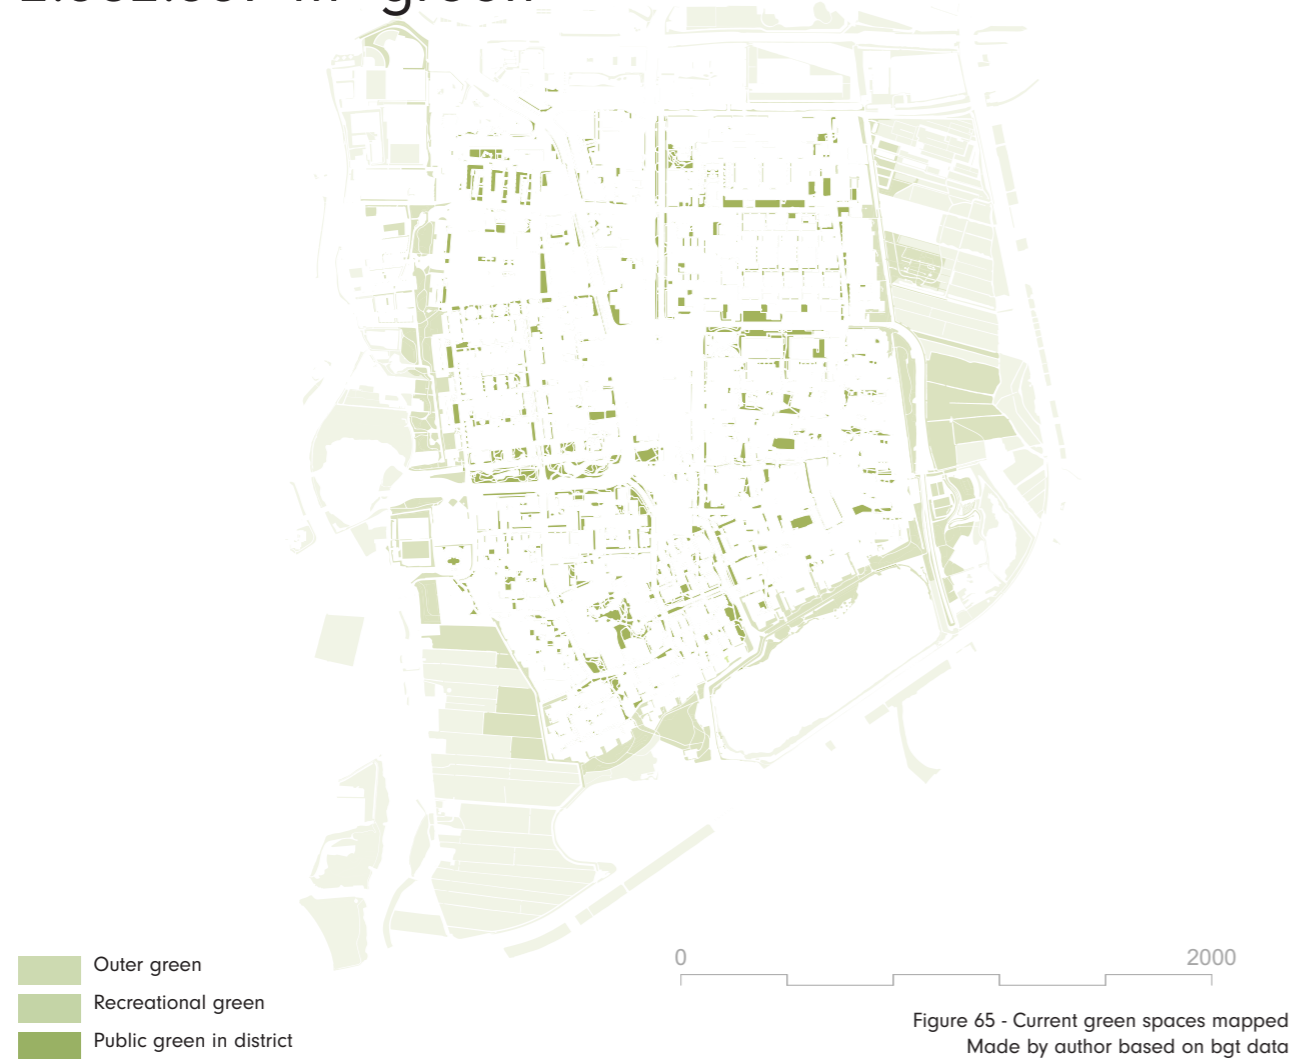 green
Outer green
Recreational green
Public green in district
0 2000
Figure 65 - Current green spaces mapped
Made by author based on bgt data